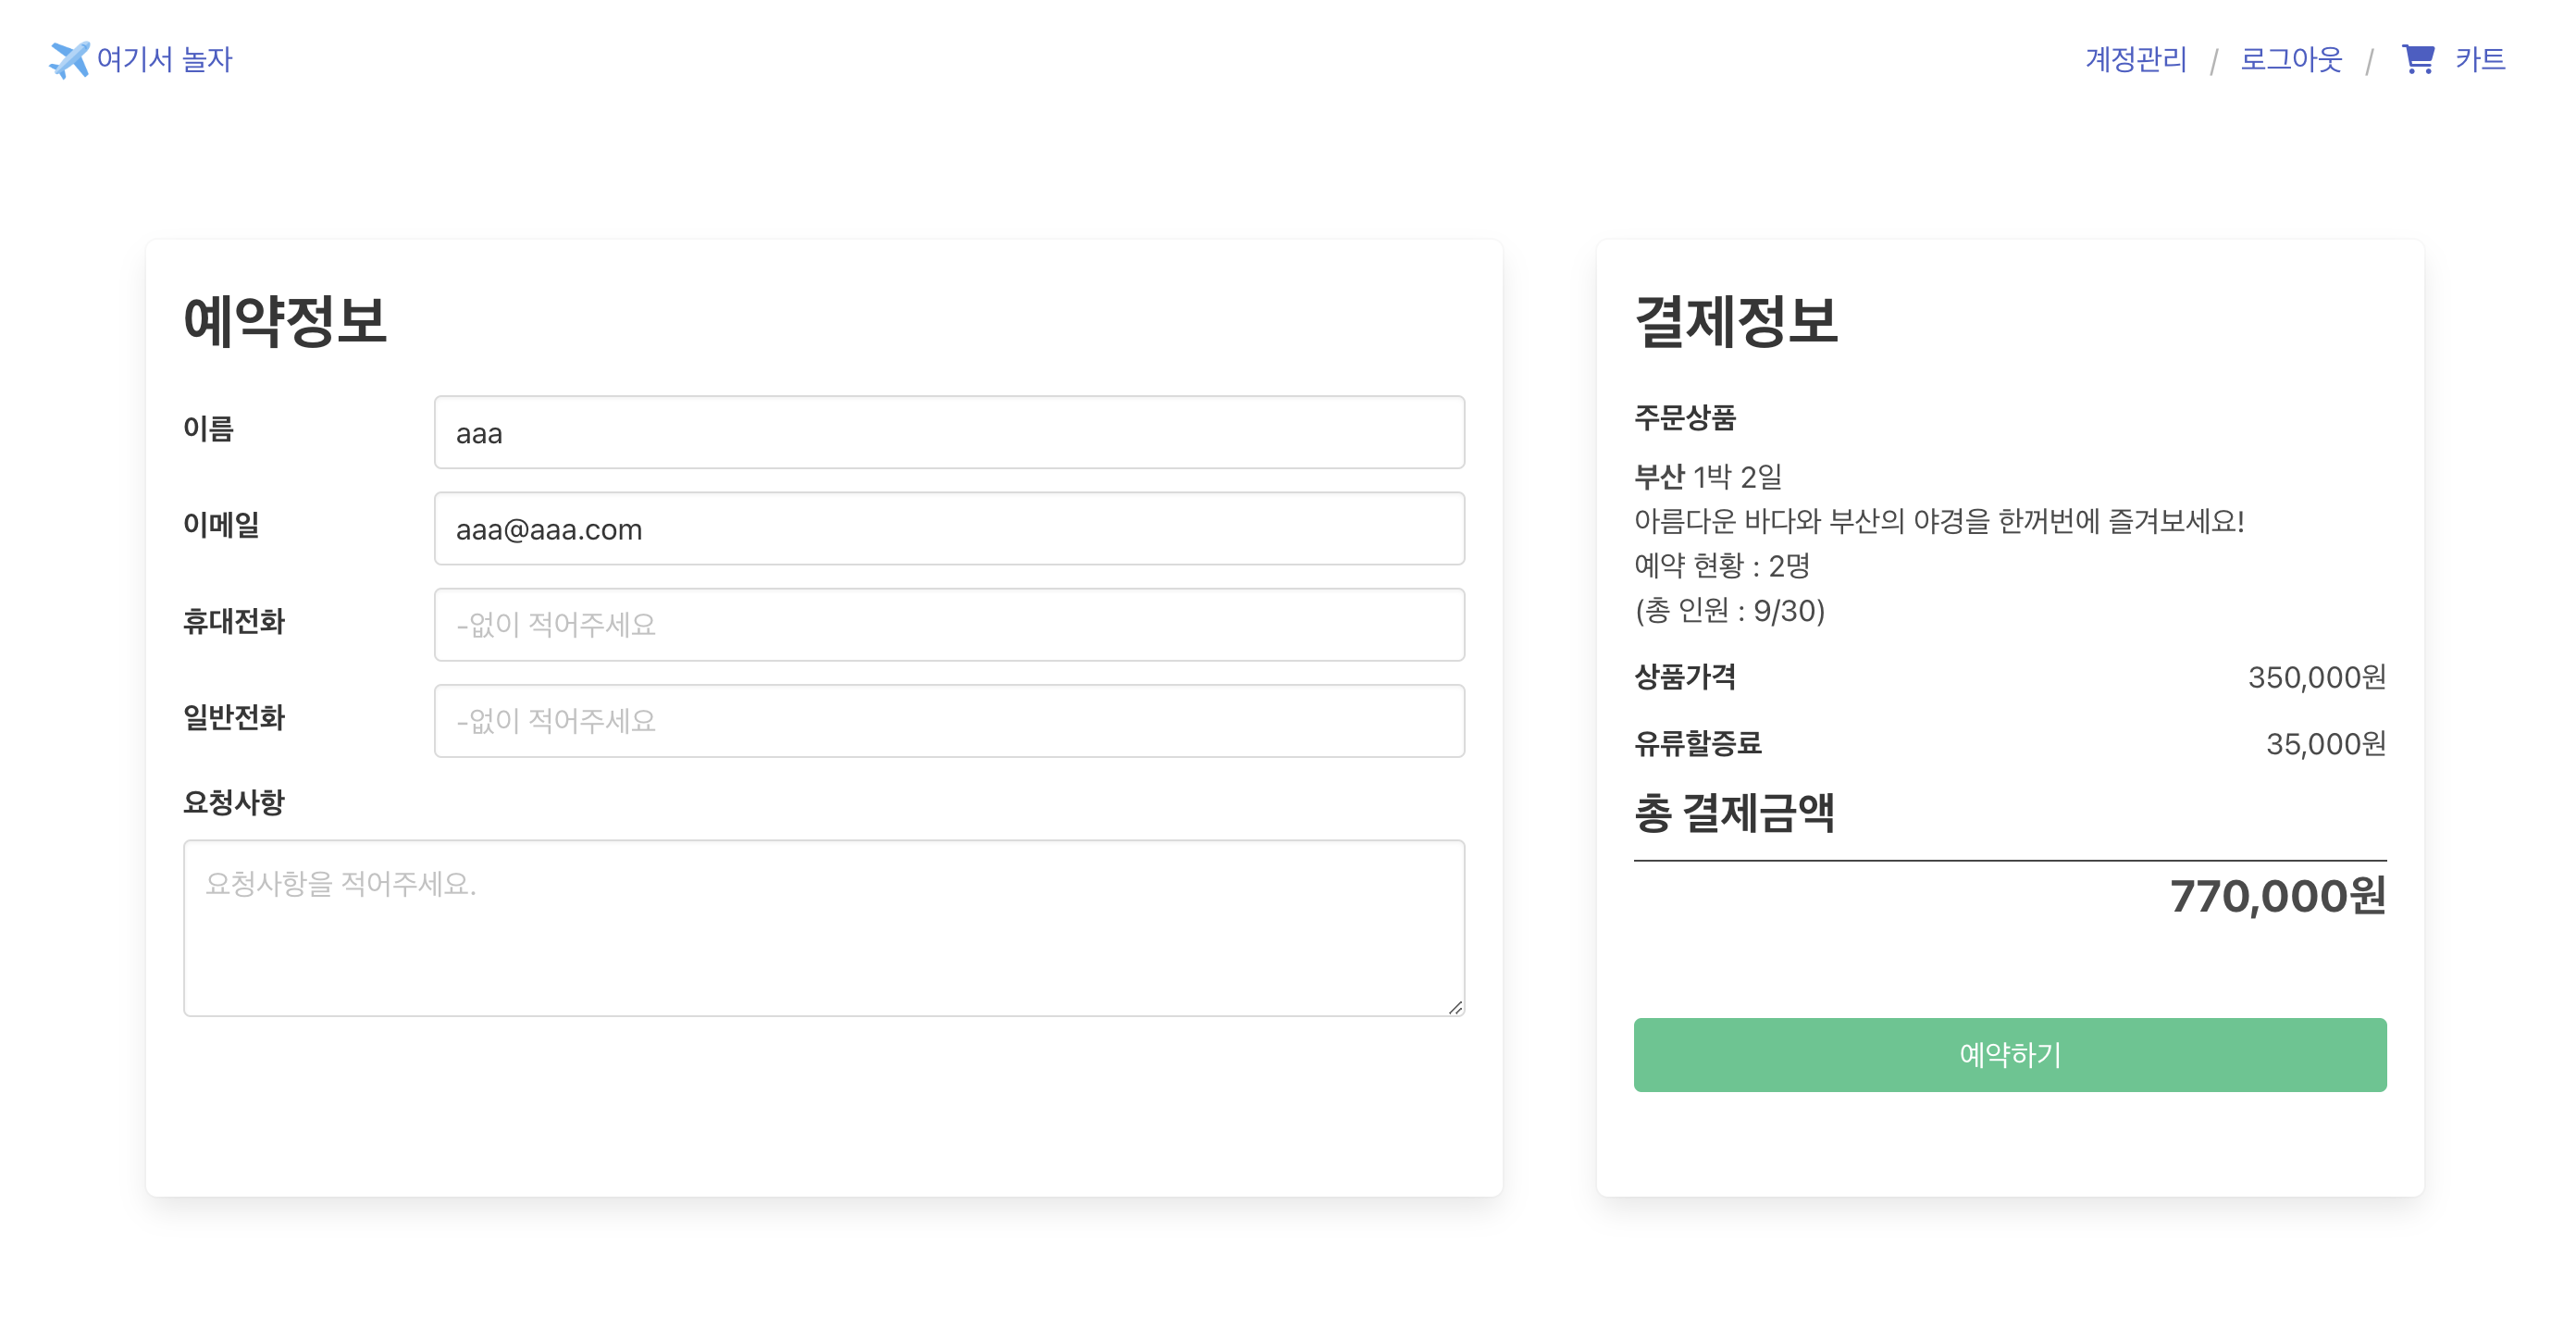 여기서 놀자
계정관리 / 로그아웃 / 카트
예약정보
이름
aaa
이메일
aaa@aaa.com
휴대전화
-없이 적어주세요
일반전화
-없이 적어주세요
요청사항
요청사항을 적어주세요.
결제정보
주문상품
부산 1박 2일
아름다운 바다와 부산의 야경을 한꺼번에 즐겨보세요!
예약 현황 : 2명
(총 인원 : 9/30)
상품가격 350,000원
유류할증료 35,000원
총 결제금액
770,000원
예약하기